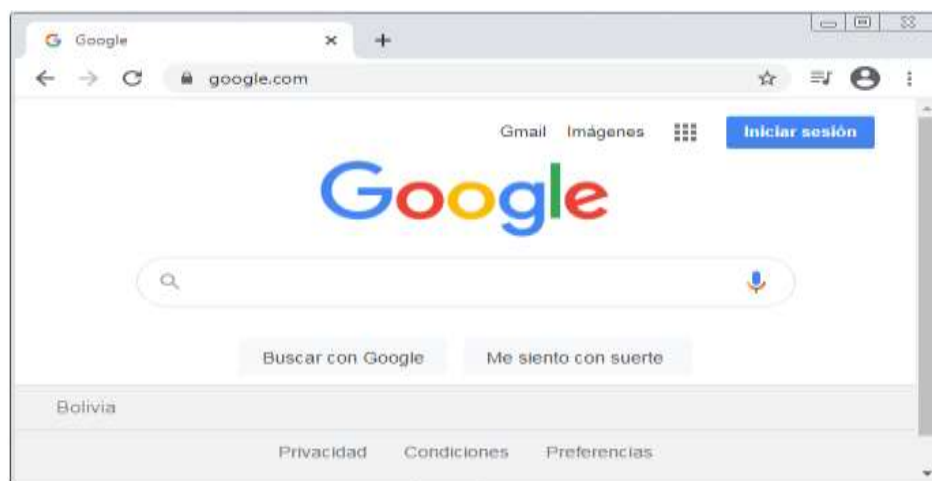 Google
google.com
Gmail Imágenes Iniciar sesión
Google
Buscar con Google Me siento con suerte
Bolivia
Privacidad Condiciones Preferencias